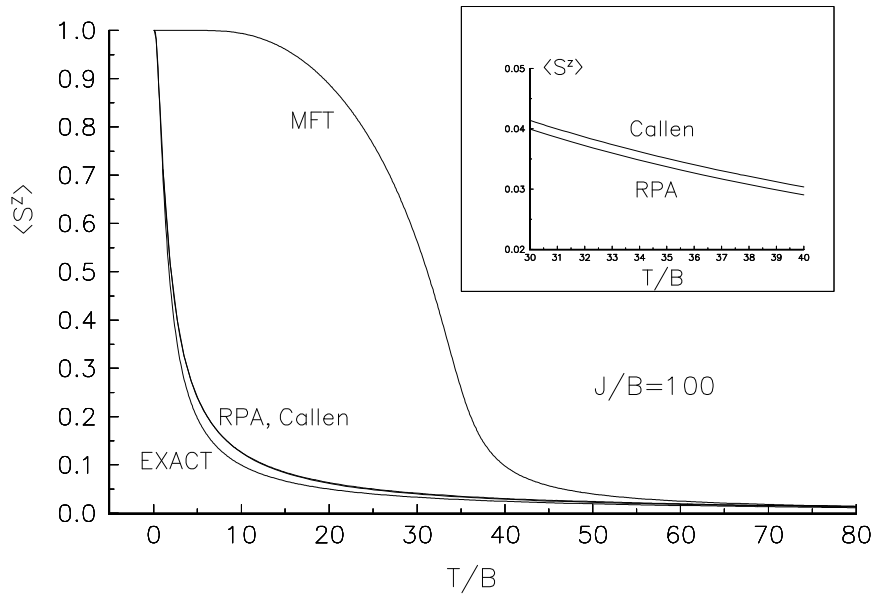 1.0
0.9
0.8
0.7
0.6
0.5
0.4
0.3
0.2
0.1
0.0
⟨Sᶻ⟩
0 10 20 30 40 50 60 70 80
T/B
MFT
RPA, Callen
EXACT
J/B=100
⟨Sᶻ⟩
0.05
0.04
0.03
0.02
Callen
RPA
30 31 32 33 34 35 36 37 38 39 40
T/B